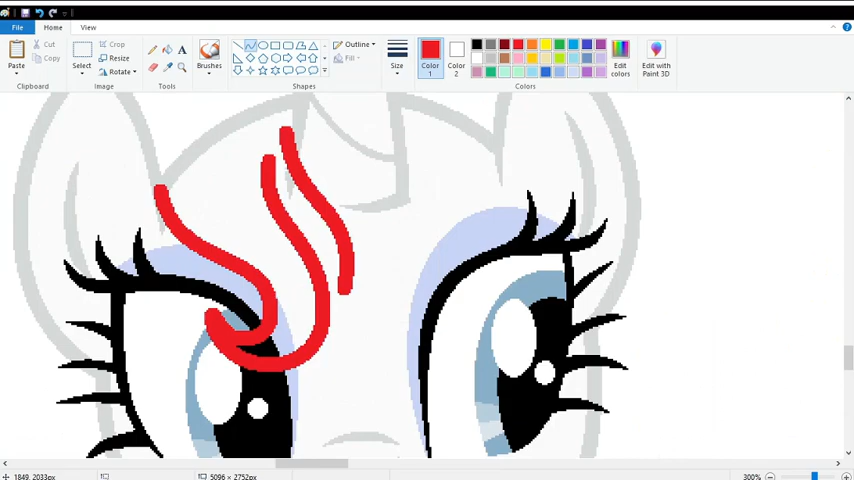 File Home View
Cut
Copy
Paste
Clipboard
Crop
Resize
Rotate
Select
Image
A
Tools
Brushes
Outline
Fill
Shapes
Size
Color 1
Color 2
Edit colors
Edit with Paint 3D
Colors
1849, 2033px 5096 × 2752px 300%